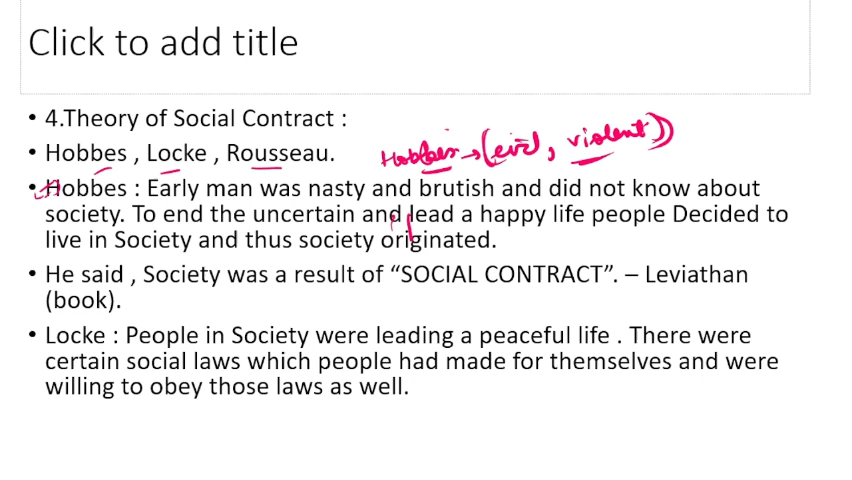 Click to add title
• 4.Theory of Social Contract :
• Hobbes , Locke , Rousseau.
Hobbes → (evil, violent)
• Hobbes : Early man was nasty and brutish and did not know about
society. To end the uncertain and lead a happy life people Decided to
live in Society and thus society originated.
• He said , Society was a result of “SOCIAL CONTRACT”. – Leviathan
(book).
• Locke : People in Society were leading a peaceful life . There were
certain social laws which people had made for themselves and were
willing to obey those laws as well.